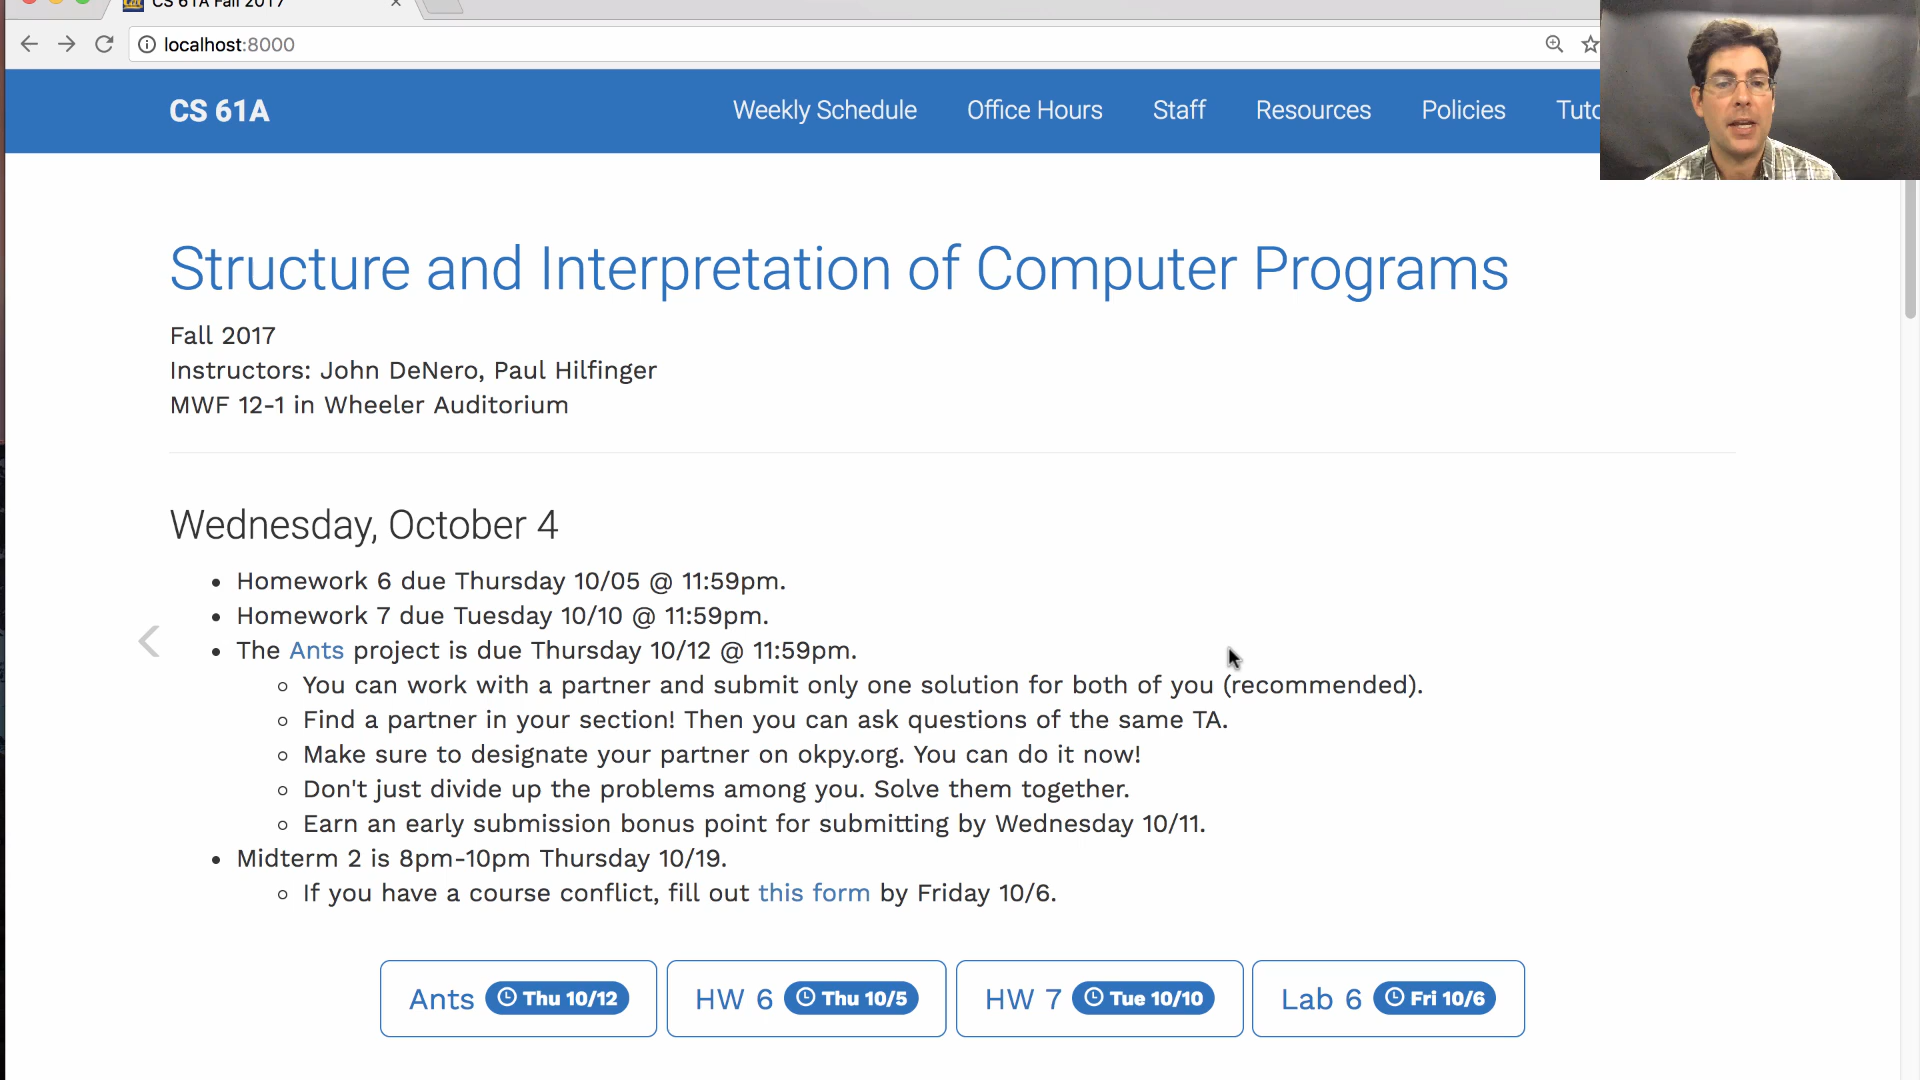 CS 61A Fall 2017
localhost:8000
CS 61A
Weekly Schedule
Office Hours
Staff
Resources
Policies
Structure and Interpretation of Computer Programs
Fall 2017
Instructors: John DeNero, Paul Hilfinger
MWF 12-1 in Wheeler Auditorium
Wednesday, October 4
Homework 6 due Thursday 10/05 @ 11:59pm.
Homework 7 due Tuesday 10/10 @ 11:59pm.
The Ants project is due Thursday 10/12 @ 11:59pm.
You can work with a partner and submit only one solution for both of you (recommended).
Find a partner in your section! Then you can ask questions of the same TA.
Make sure to designate your partner on okpy.org. You can do it now!
Don't just divide up the problems among you. Solve them together.
Earn an early submission bonus point for submitting by Wednesday 10/11.
Midterm 2 is 8pm-10pm Thursday 10/19.
If you have a course conflict, fill out this form by Friday 10/6.
Ants Thu 10/12
HW 6 Thu 10/5
HW 7 Tue 10/10
Lab 6 Fri 10/6